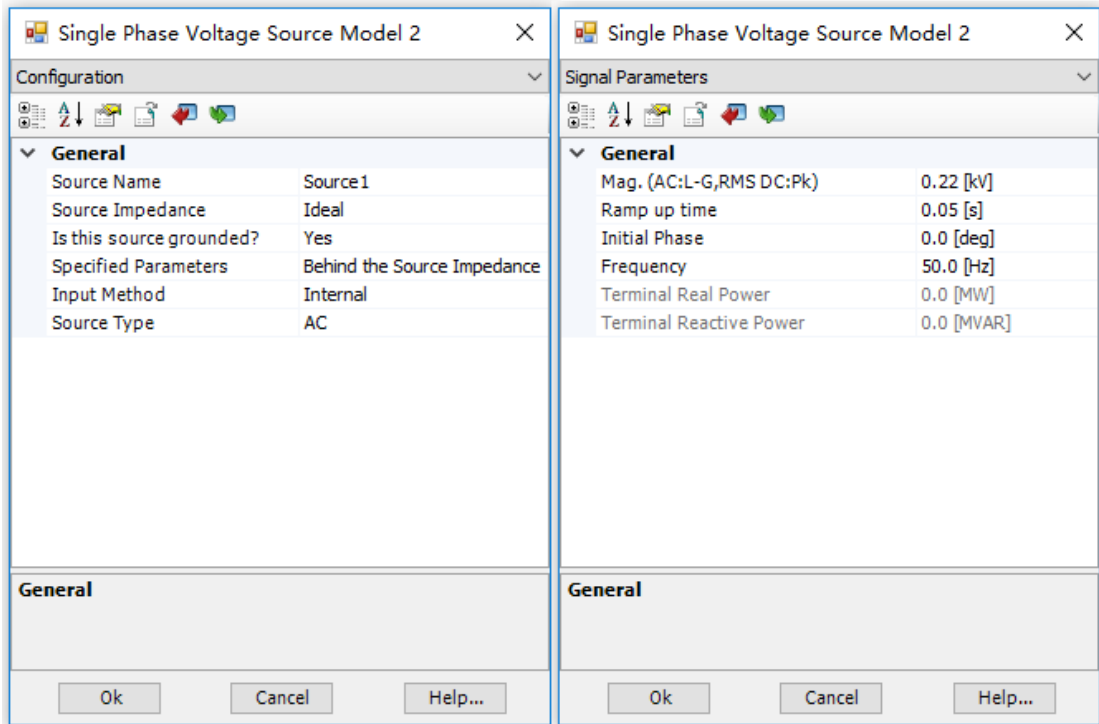 Single Phase Voltage Source Model 2
Configuration
General
Source Name Source1
Source Impedance Ideal
Is this source grounded? Yes
Specified Parameters Behind the Source Impedance
Input Method Internal
Source Type AC
General
Ok Cancel Help...
Single Phase Voltage Source Model 2
Signal Parameters
General
Mag. (AC:L-G,RMS DC:Pk) 0.22 [kV]
Ramp up time 0.05 [s]
Initial Phase 0.0 [deg]
Frequency 50.0 [Hz]
Terminal Real Power 0.0 [MW]
Terminal Reactive Power 0.0 [MVAR]
General
Ok Cancel Help...